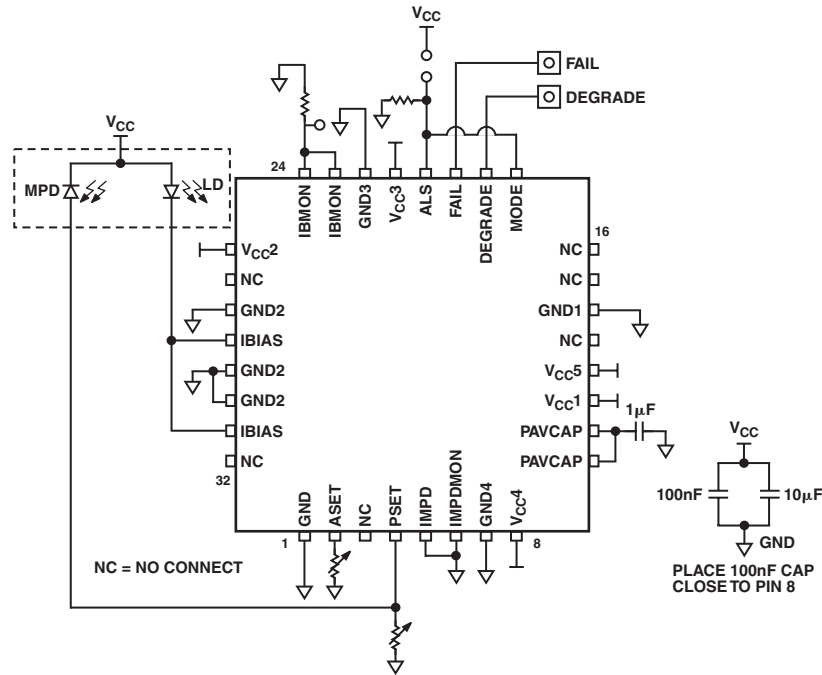 VCC
FAIL
DEGRADE
VCC
MPD
LD
24
IBMON
IBMON
GND3
VCC3
ALS
FAIL
DEGRADE
MODE
16
VCC2
NC
GND2
IBIAS
GND2
GND2
IBIAS
NC
32
NC
NC
GND1
NC
VCC5
VCC1
PAVCAP
PAVCAP
1µF
GND
ASET
NC
PSET
IMPD
IMPDMON
GND4
VCC4
1
8
NC = NO CONNECT
VCC
100nF
10µF
GND
PLACE 100nF CAP
CLOSE TO PIN 8